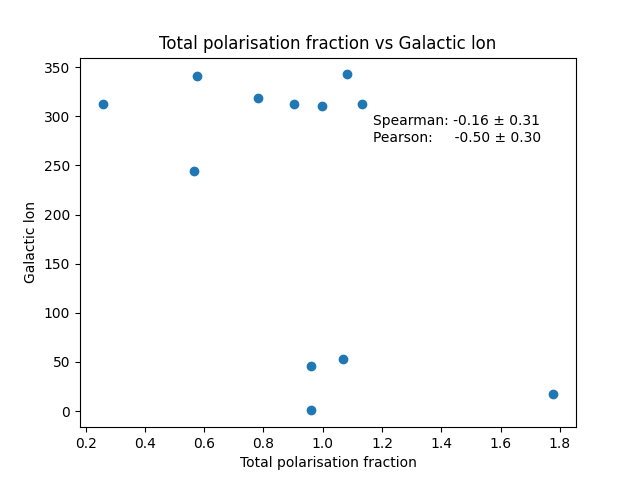 Total polarisation fraction vs Galactic lon
350
300
250
200
150
100
50
0
Galactic lon
Spearman: -0.16 ± 0.31
Pearson: -0.50 ± 0.30
0.2 0.4 0.6 0.8 1.0 1.2 1.4 1.6 1.8
Total polarisation fraction